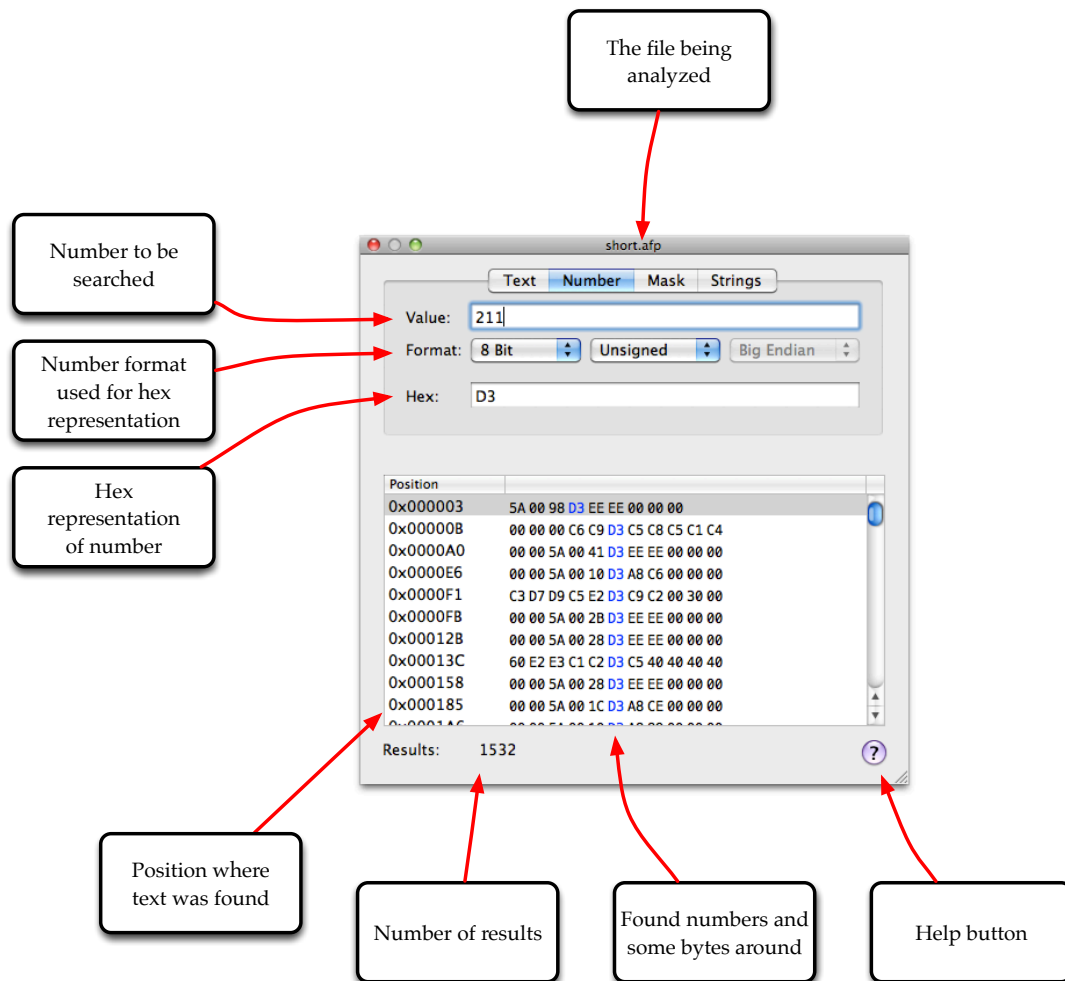 The file being
analyzed
Number to be
searched
Number format
used for hex
representation
Hex
representation
of number
short.afp
Text Number Mask Strings
Value: 211
Format: 8 Bit Unsigned Big Endian
Hex: D3
Position
0x000003 5A 00 98 D3 EE EE 00 00 00
0x00000B 00 00 00 C6 C9 D3 C5 C8 C5 C1 C4
0x0000A0 00 00 5A 00 41 D3 EE EE 00 00 00
0x0000E6 00 00 5A 00 10 D3 A8 C6 00 00 00
0x0000F1 C3 D7 D9 C5 E2 D3 C9 C2 00 30 00
0x0000FB 00 00 5A 00 2B D3 EE EE 00 00 00
0x00012B 00 00 5A 00 28 D3 EE EE 00 00 00
0x00013C 60 E2 E3 C1 C2 D3 C5 40 40 40 40
0x000158 00 00 5A 00 28 D3 EE EE 00 00 00
0x000185 00 00 5A 00 1C D3 A8 CE 00 00 00
Results: 1532
?
Position where
text was found
Number of results
Found numbers and
some bytes around
Help button